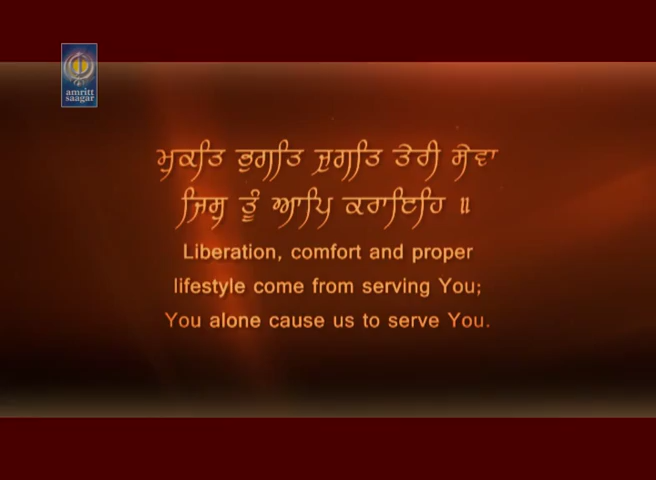 amritt
saagar
ਮੁਕਤਿ ਭੁਗਤਿ ਜੁਗਤਿ ਤੇਰੀ ਸੇਵਾ
ਜਿਸੁ ਤੂੰ ਆਪਿ ਕਰਾਇਹਿ ॥
Liberation, comfort and proper
lifestyle come from serving You;
You alone cause us to serve You.